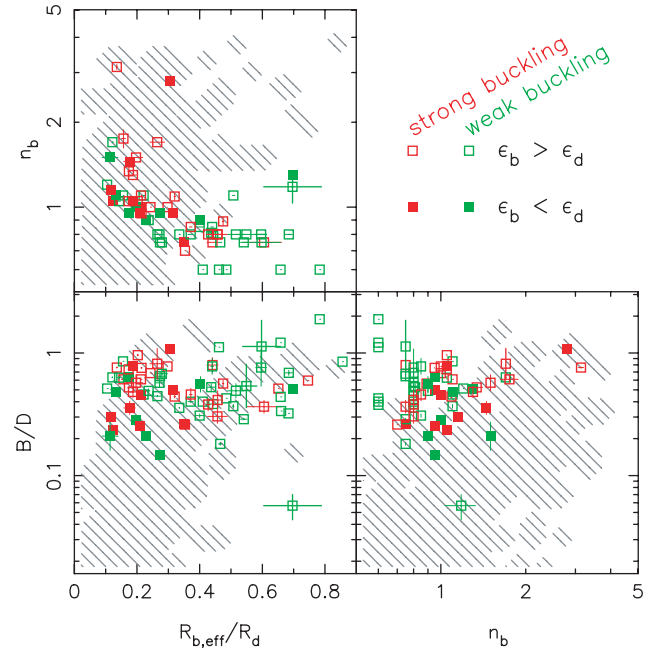 5
2
1
n_b
strong buckling
weak buckling
ϵ_b > ϵ_d
ϵ_b < ϵ_d
1
0.1
B/D
0 0.2 0.4 0.6 0.8
1 2 5
R_b,eff/R_d
n_b